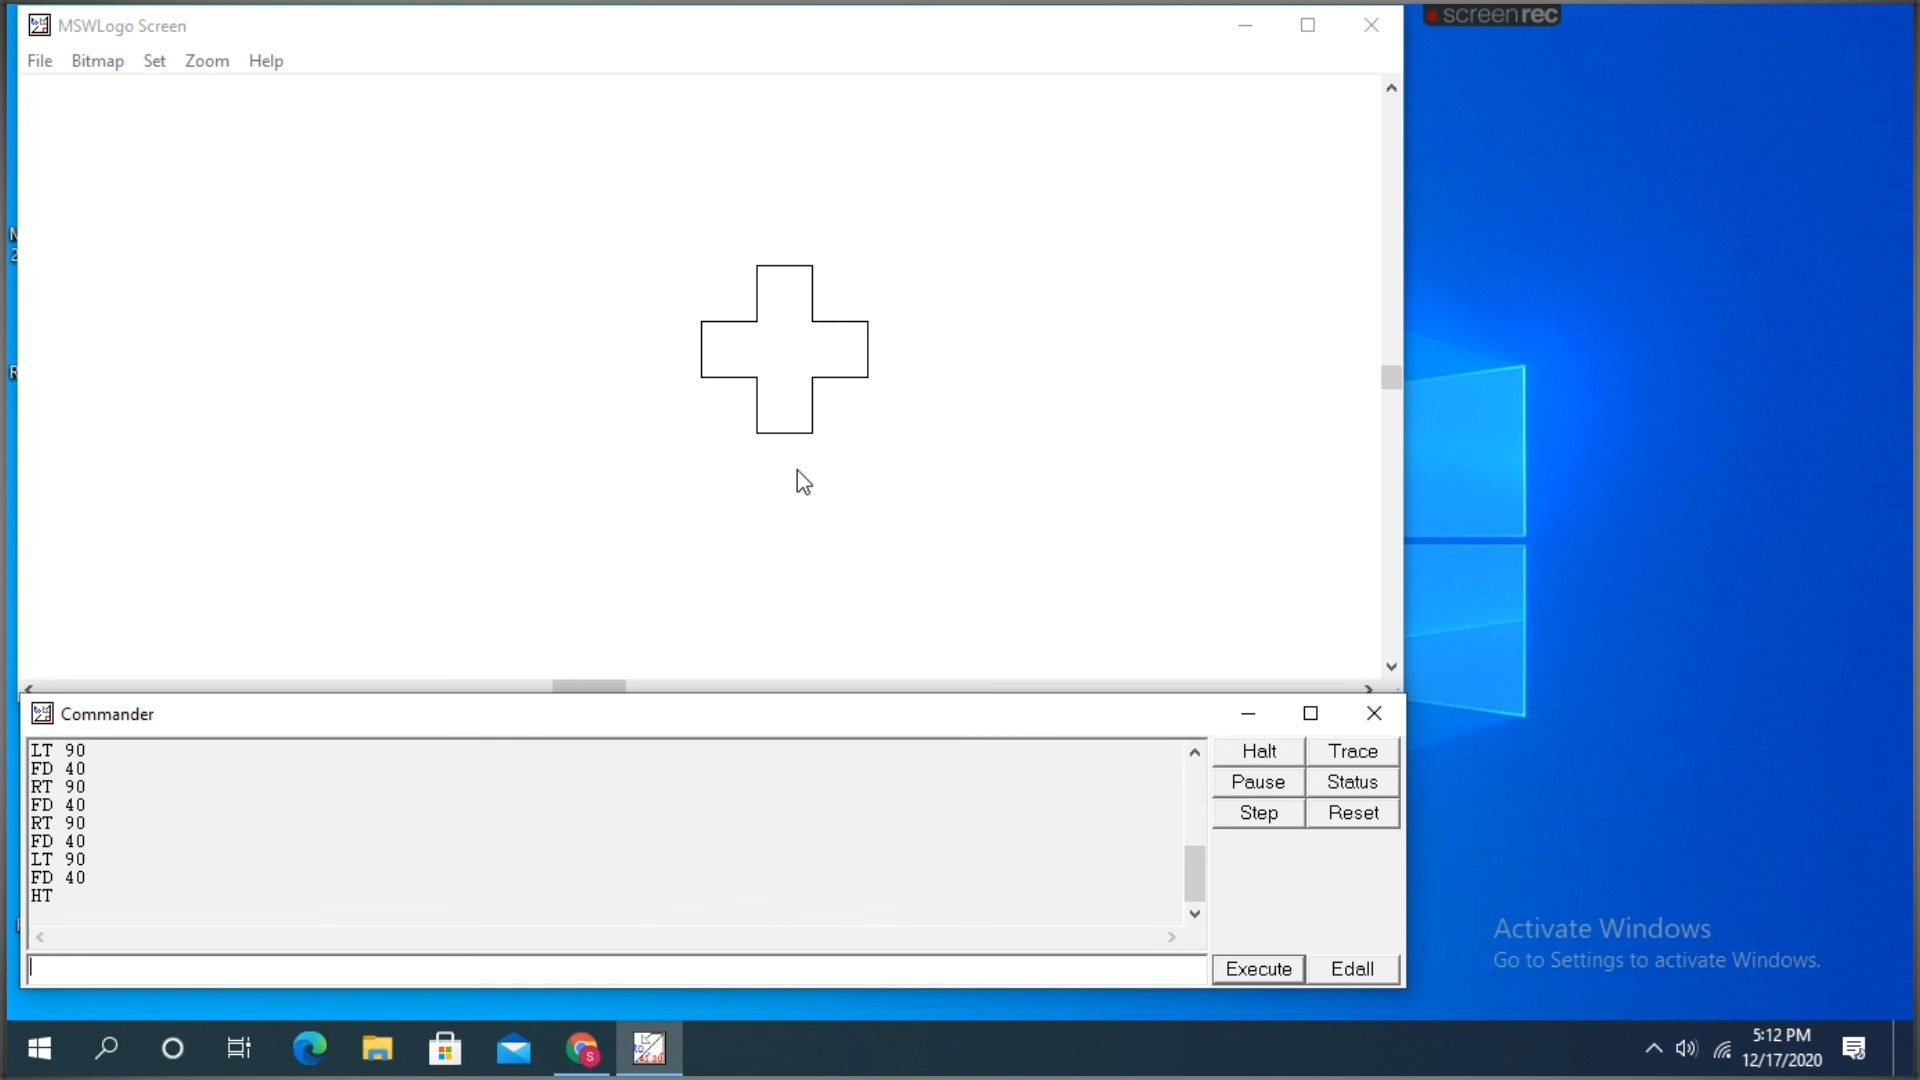 MSWLogo Screen
screenrec
File Bitmap Set Zoom Help
N
2
R
Commander
LT 90
FD 40
RT 90
FD 40
RT 90
FD 40
LT 90
FD 40
HT
Halt Trace
Pause Status
Step Reset
Execute Edall
Activate Windows
Go to Settings to activate Windows.
S
5:12 PM
12/17/2020